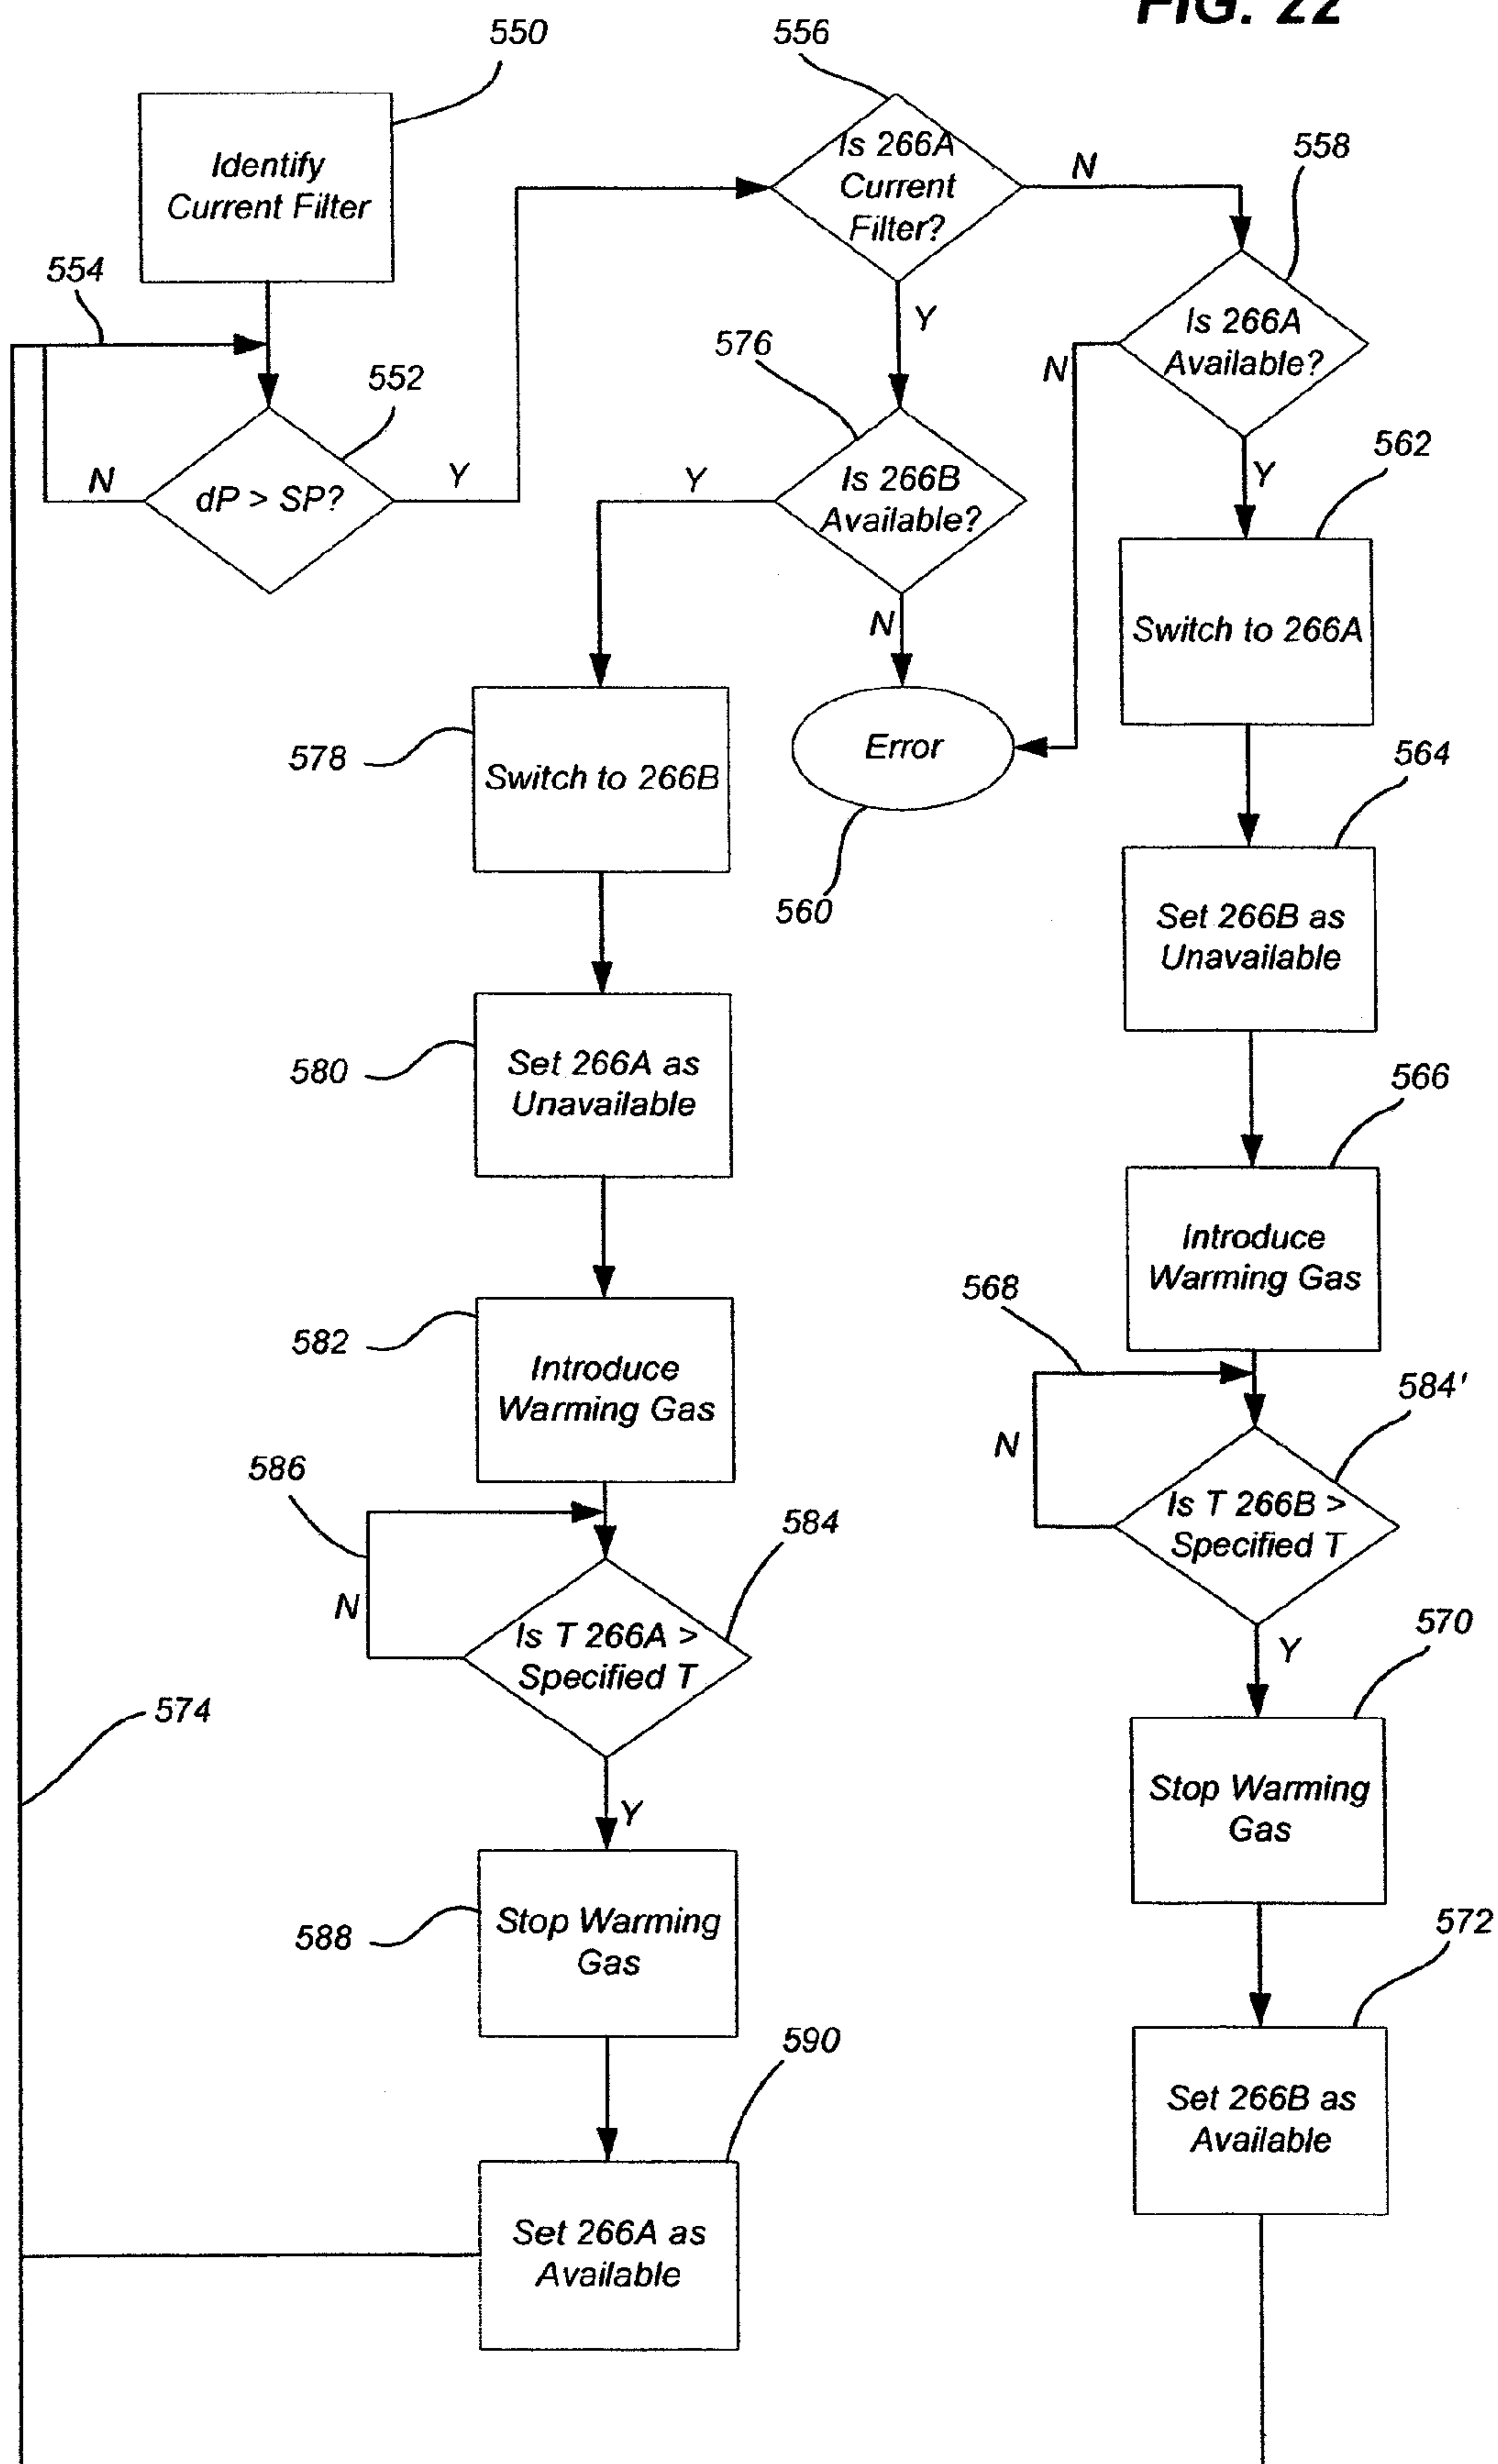 FIG. 22
550
556
Identify
Current Filter
Is 266A
Current
Filter?
N
558
554
552
Y
576
Is 266A
Available?
N
dP > SP?
N
Y
Y
Is 266B
Available?
N
Y
562
Switch to 266A
578
Switch to 266B
Error
560
564
Set 266B as
Unavailable
580
Set 266A as
Unavailable
566
Introduce
Warming Gas
582
Introduce
Warming Gas
568
N
584'
Is T 266B >
Specified T
Y
586
N
584
Is T 266A >
Specified T
Y
570
Stop Warming
Gas
574
588
Stop Warming
Gas
572
Set 266B as
Available
590
Set 266A as
Available